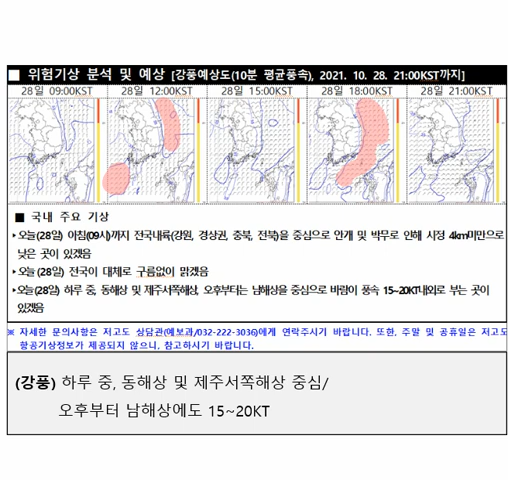 ■ 위험기상 분석 및 예상 [강풍예상도(10분 평균풍속), 2021. 10. 28. 21:00KST까지]
28일 09:00KST 28일 12:00KST 28일 15:00KST 28일 18:00KST 28일 21:00KST
■ 국내 주요 기상
▸오늘(28일) 아침(09시)까지 전국내륙(강원, 경상권, 충북, 전북)을 중심으로 안개 및 박무로 인해 시정 4km미만으로
낮은 곳이 있겠음
▸오늘(28일) 전국이 대체로 구름없이 맑겠음
▸오늘(28일) 하루 중, 동해상 및 제주서쪽해상, 오후부터는 남해상을 중심으로 바람이 풍속 15~20KT내외로 부는 곳이
있겠음
※ 자세한 문의사항은 저고도 상담관(예보과/032-222-3036)에게 연락주시기 바랍니다. 또한, 주말 및 공휴일은 저고도
항공기상정보가 제공되지 않으니, 참고하시기 바랍니다.
(강풍) 하루 중, 동해상 및 제주서쪽해상 중심/
오후부터 남해상에도 15~20KT